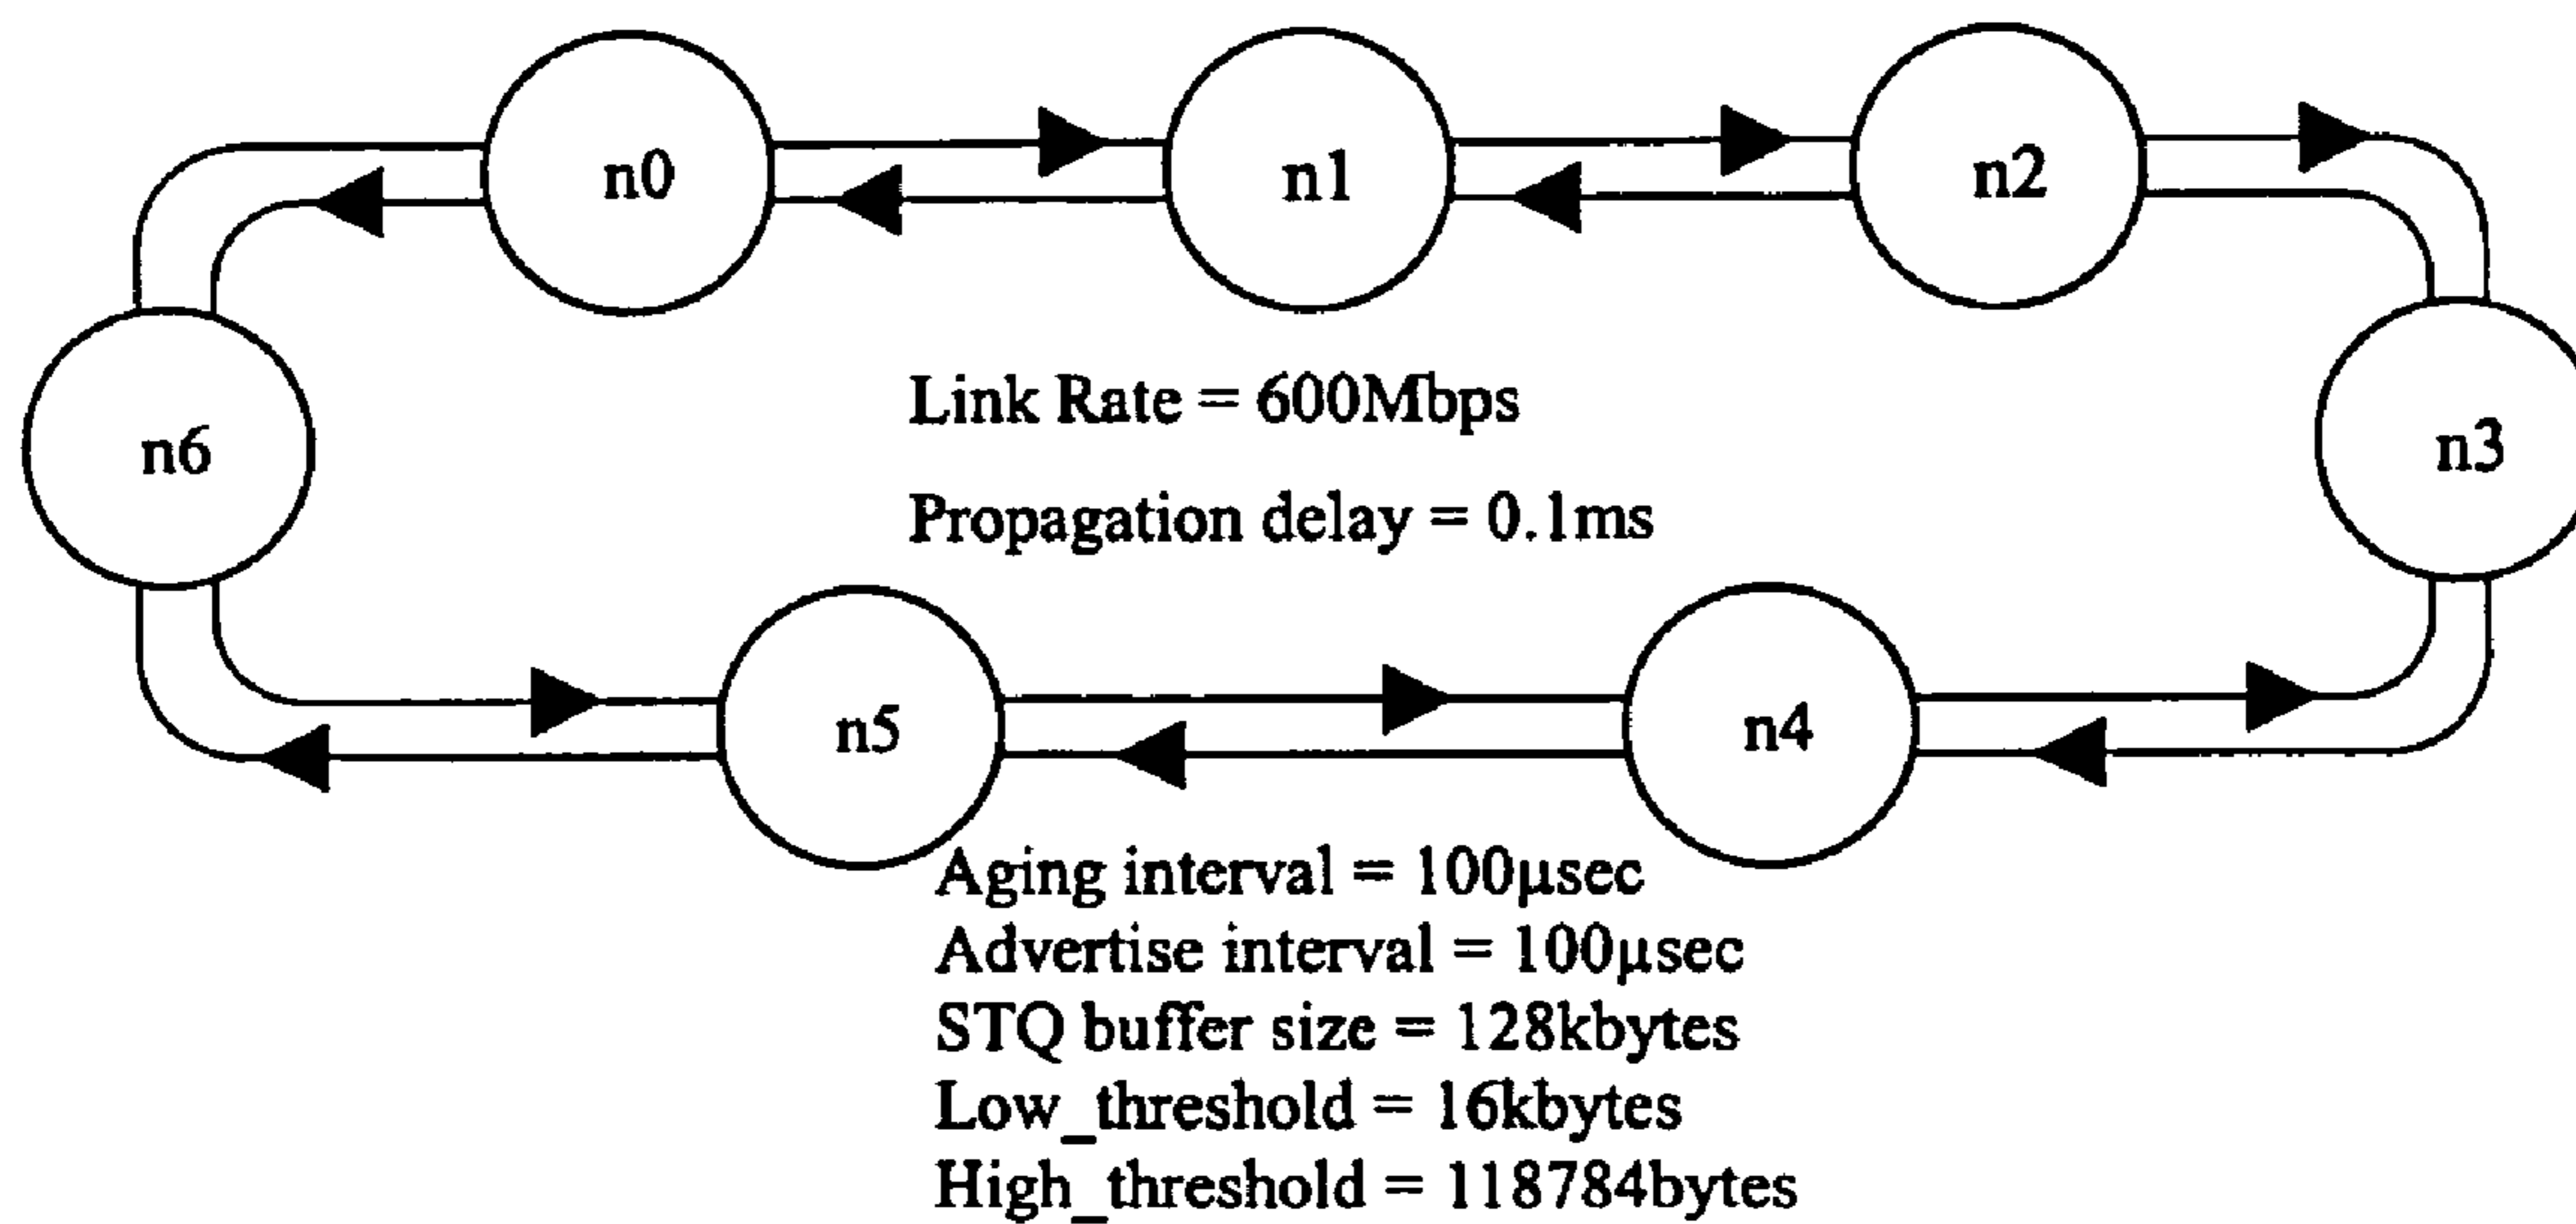 n0
n1
n2
n6
n3
Link Rate = 600Mbps
Propagation delay = 0.1ms
n5
n4
Aging interval = 100μsec
Advertise interval = 100μsec
STQ buffer size = 128kbytes
Low_threshold = 16kbytes
High_threshold = 118784bytes